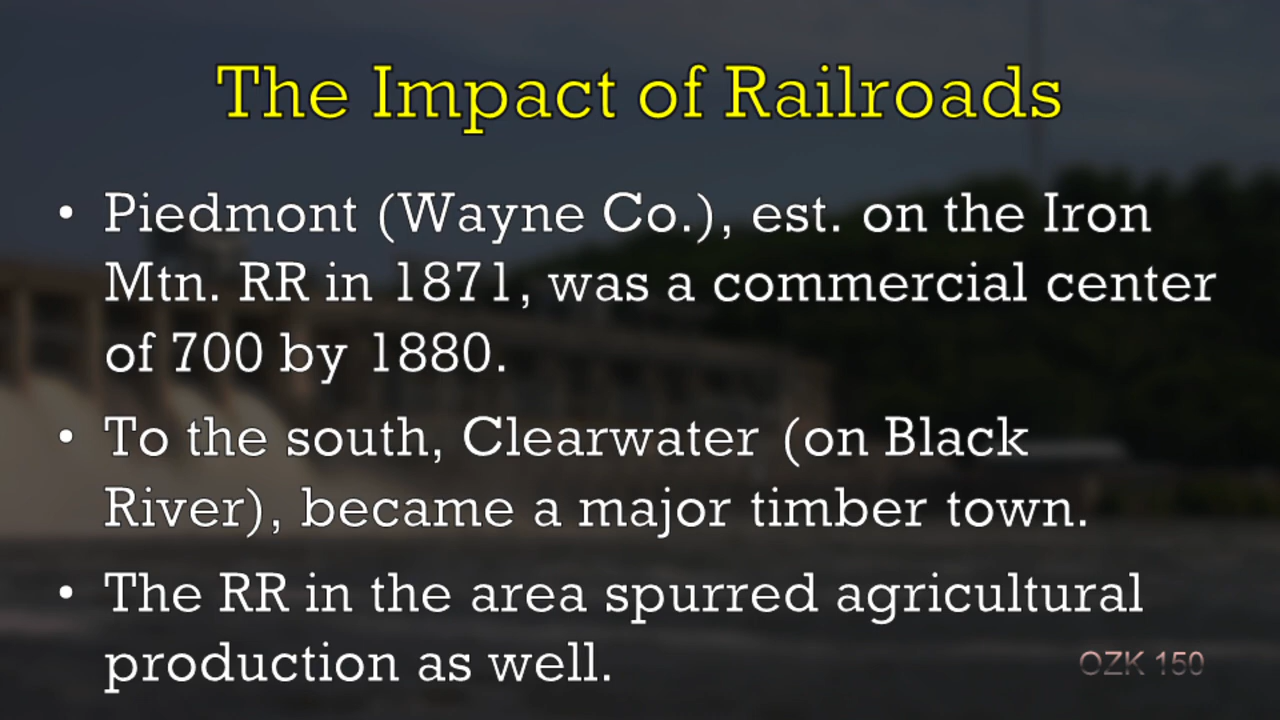 The Impact of Railroads
• Piedmont (Wayne Co.), est. on the Iron
Mtn. RR in 1871, was a commercial center
of 700 by 1880.
• To the south, Clearwater (on Black
River), became a major timber town.
• The RR in the area spurred agricultural
production as well.
OZK 150